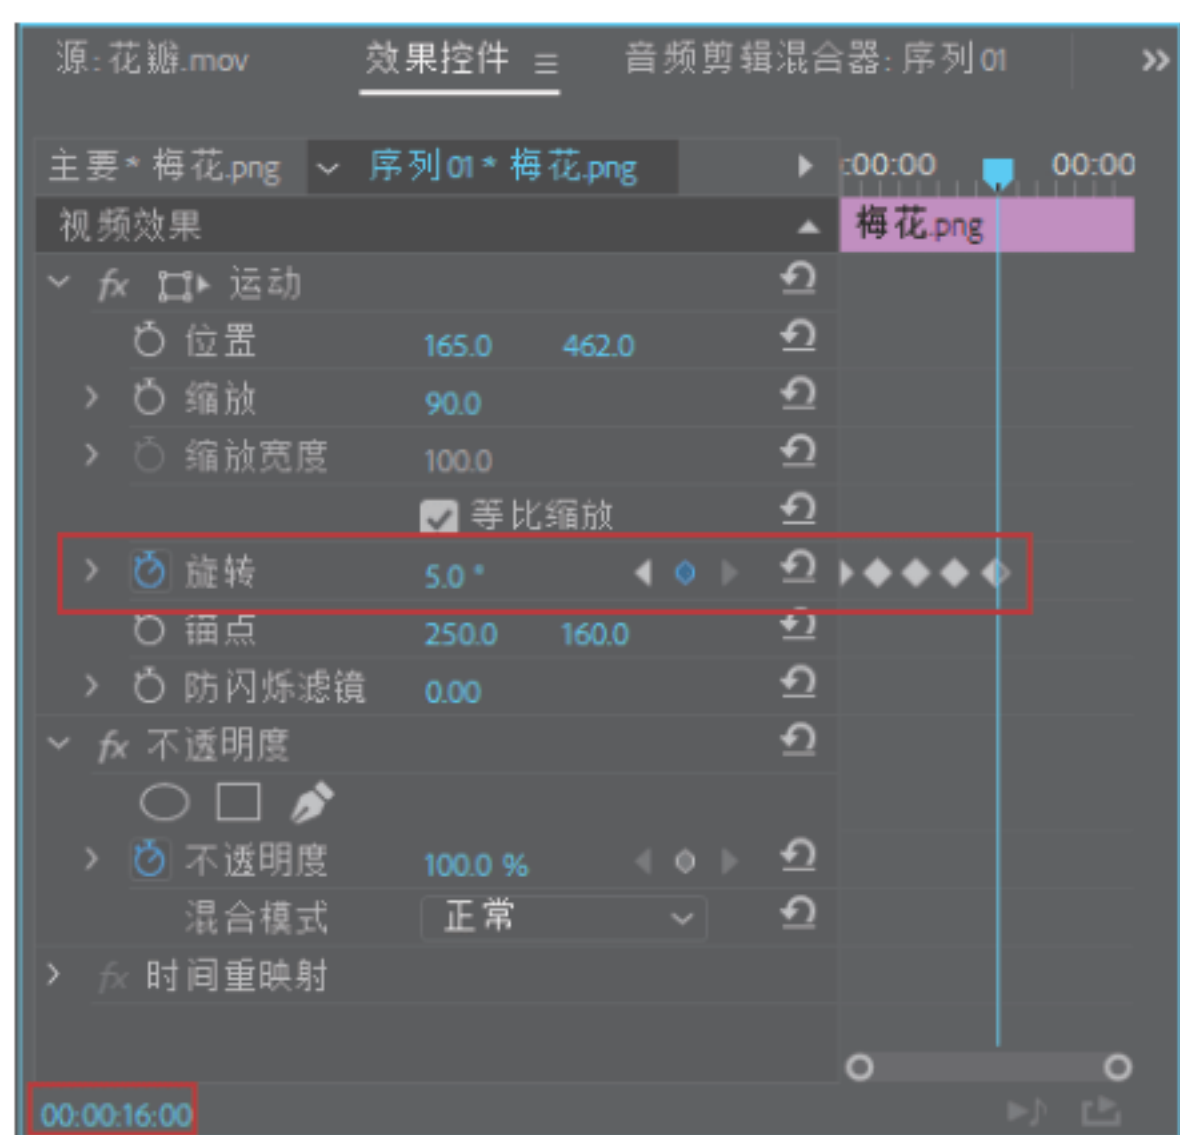 源:花瓣.mov 效果控件 音频剪辑混合器:序列 01
主要*梅花.png 序列 01*梅花.png :00:00 00:00
视频效果 梅花.png
fx 运动
位置 165.0 462.0
缩放 90.0
缩放宽度 100.0
等比缩放
旋转 5.0 °
锚点 250.0 160.0
防闪烁滤镜 0.00
fx 不透明度
不透明度 100.0 %
混合模式 正常
fx 时间重映射
00:00:16:00